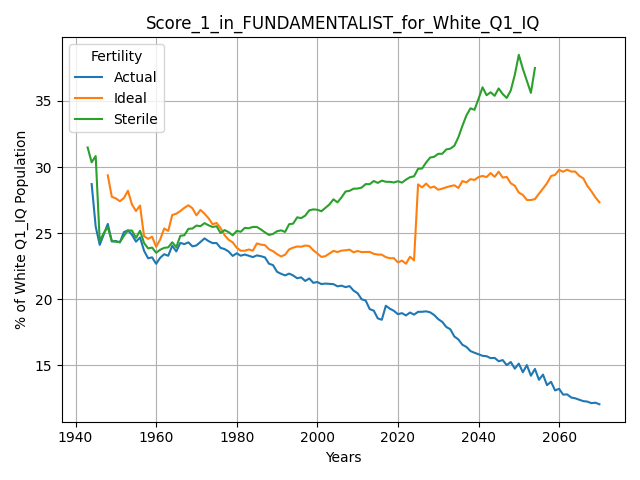 Score_1_in_FUNDAMENTALIST_for_White_Q1_IQ
Fertility
Actual
Ideal
Sterile
% of White Q1_IQ Population
35
30
25
20
15
1940 1960 1980 2000 2020 2040 2060
Years